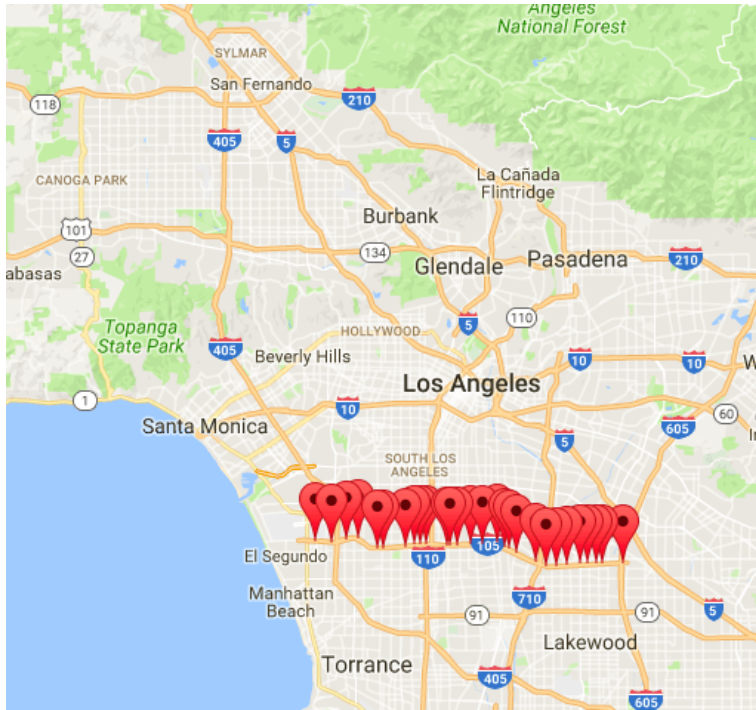 Angeles
National Forest
SYLMAR
San Fernando
118
210
405
5
La Cañada
Flintridge
CANOGA PARK
Burbank
101
134
27
Glendale
Pasadena
210
abasas
110
Topanga
State Park
HOLLYWOOD
5
405
Beverly Hills
10
10
W
Los Angeles
1
10
60
Santa Monica
605
5
SOUTH LOS
ANGELES
105
El Segundo
110
Manhattan
Beach
710
91
91
5
Lakewood
Torrance
405
605